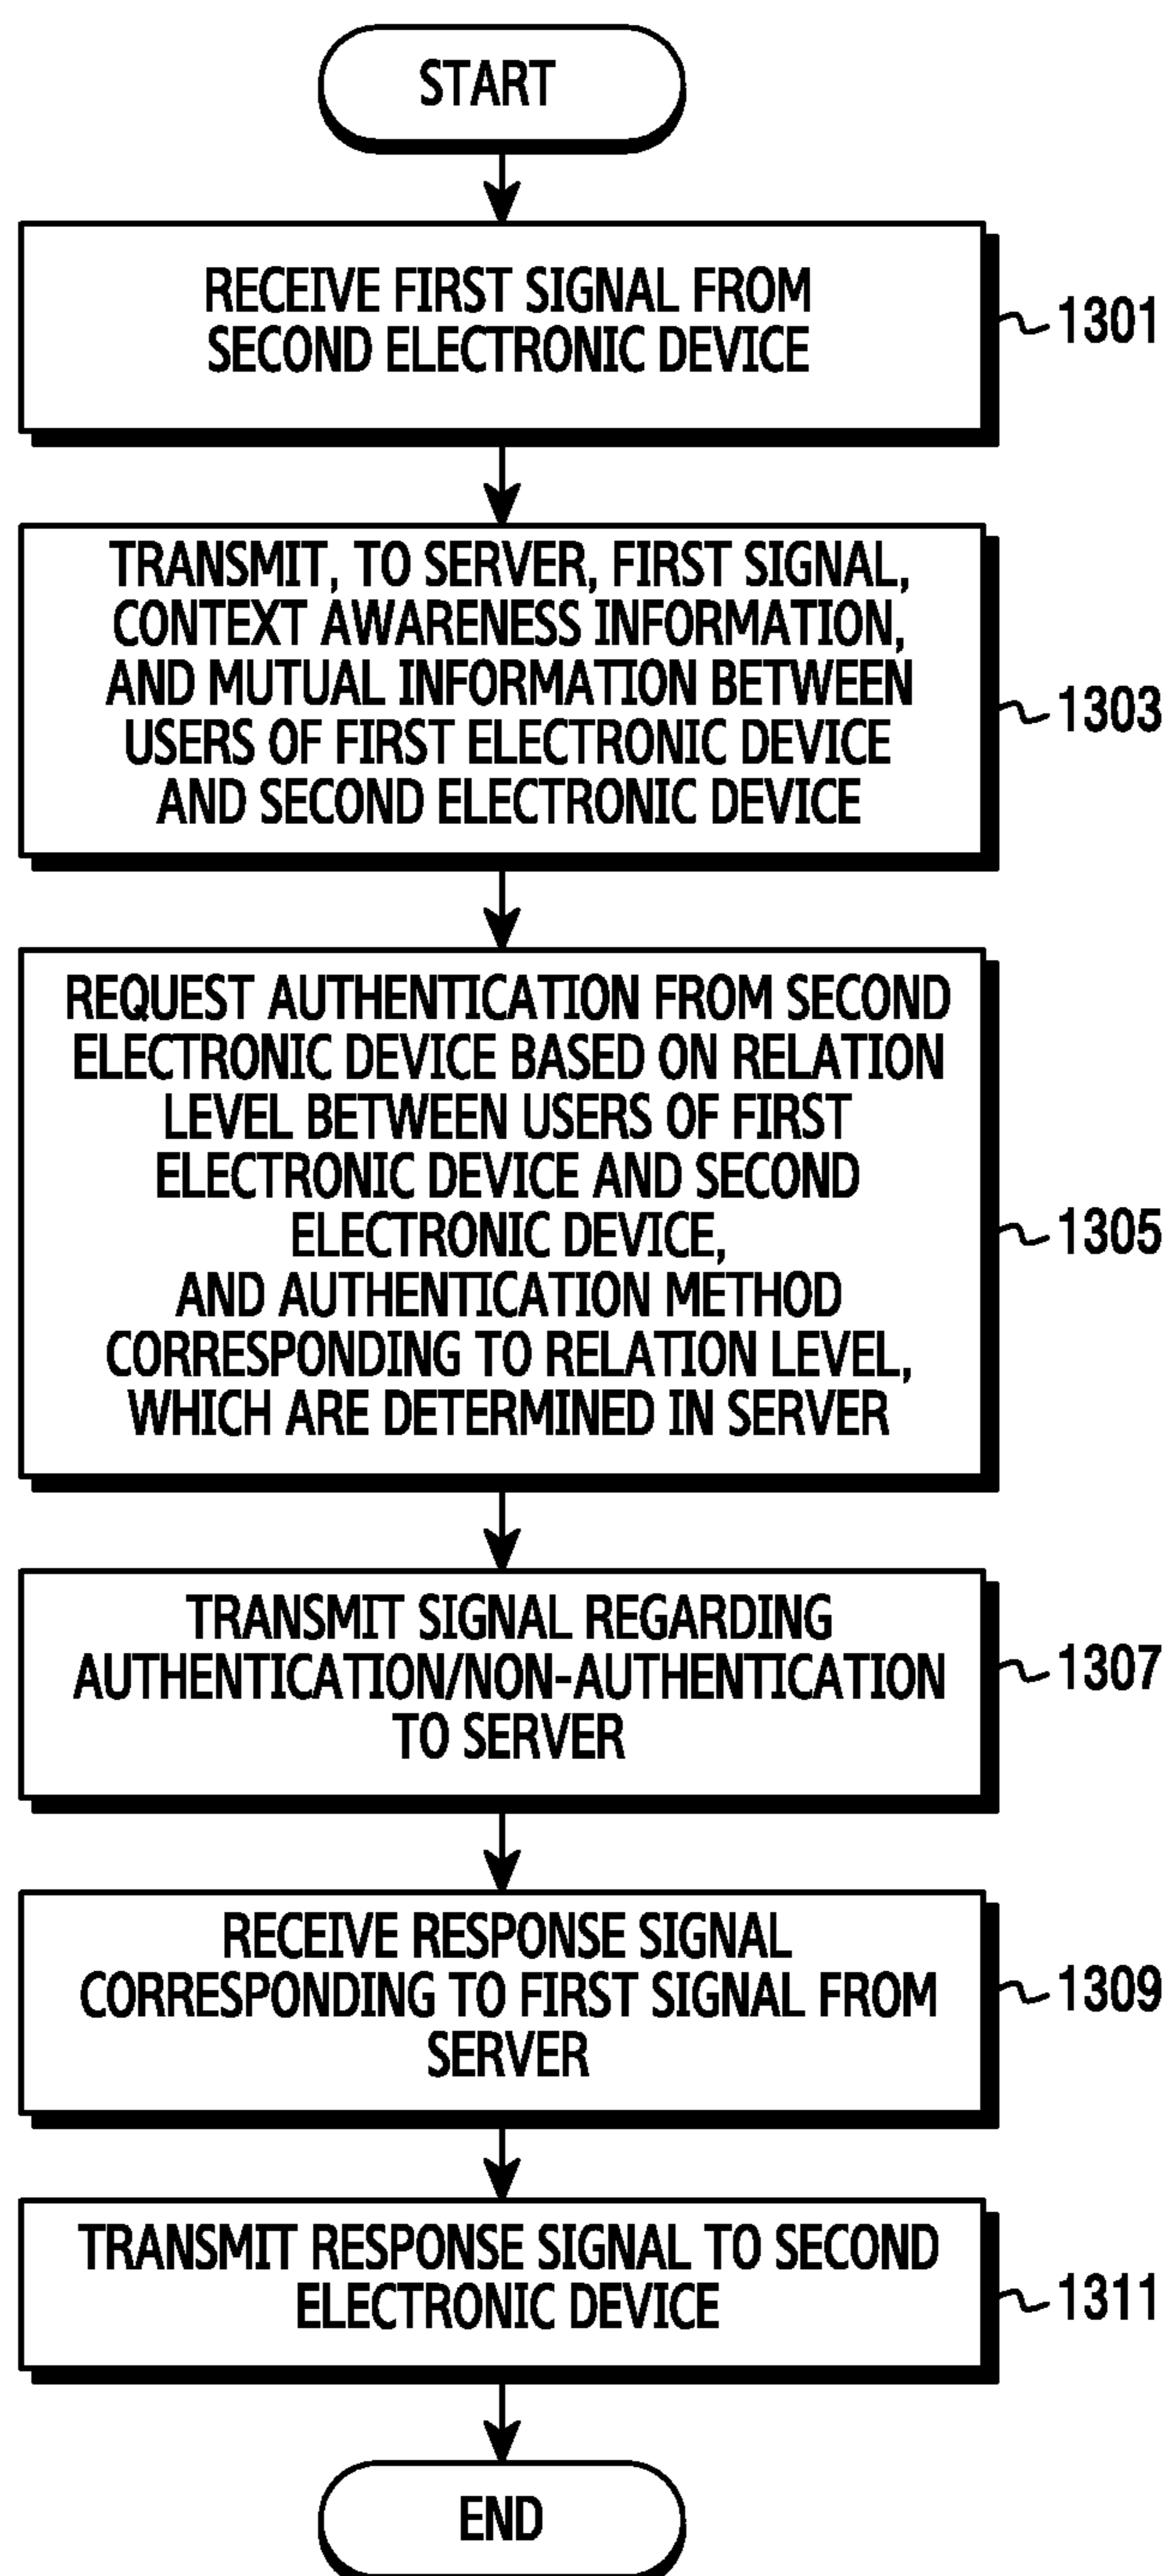 START
RECEIVE FIRST SIGNAL FROM
SECOND ELECTRONIC DEVICE
1301
TRANSMIT, TO SERVER, FIRST SIGNAL,
CONTEXT AWARENESS INFORMATION,
AND MUTUAL INFORMATION BETWEEN
USERS OF FIRST ELECTRONIC DEVICE
AND SECOND ELECTRONIC DEVICE
1303
REQUEST AUTHENTICATION FROM SECOND
ELECTRONIC DEVICE BASED ON RELATION
LEVEL BETWEEN USERS OF FIRST
ELECTRONIC DEVICE AND SECOND
ELECTRONIC DEVICE,
AND AUTHENTICATION METHOD
CORRESPONDING TO RELATION LEVEL,
WHICH ARE DETERMINED IN SERVER
1305
TRANSMIT SIGNAL REGARDING
AUTHENTICATION/NON-AUTHENTICATION
TO SERVER
1307
RECEIVE RESPONSE SIGNAL
CORRESPONDING TO FIRST SIGNAL FROM
SERVER
1309
TRANSMIT RESPONSE SIGNAL TO SECOND
ELECTRONIC DEVICE
1311
END